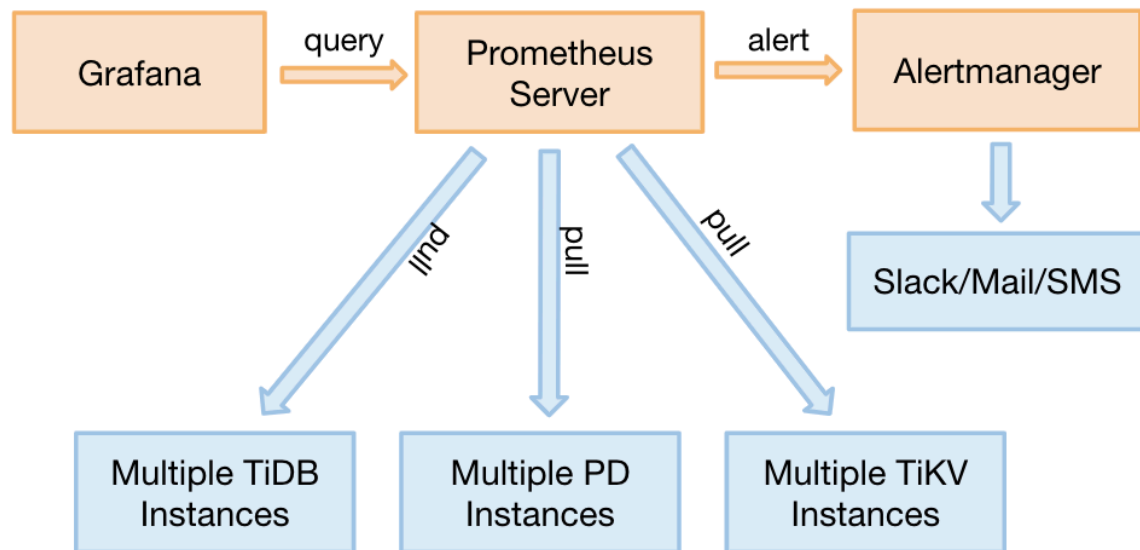 Grafana
query
Prometheus
Server
alert
Alertmanager
pull
pull
pull
Slack/Mail/SMS
Multiple TiDB
Instances
Multiple PD
Instances
Multiple TiKV
Instances